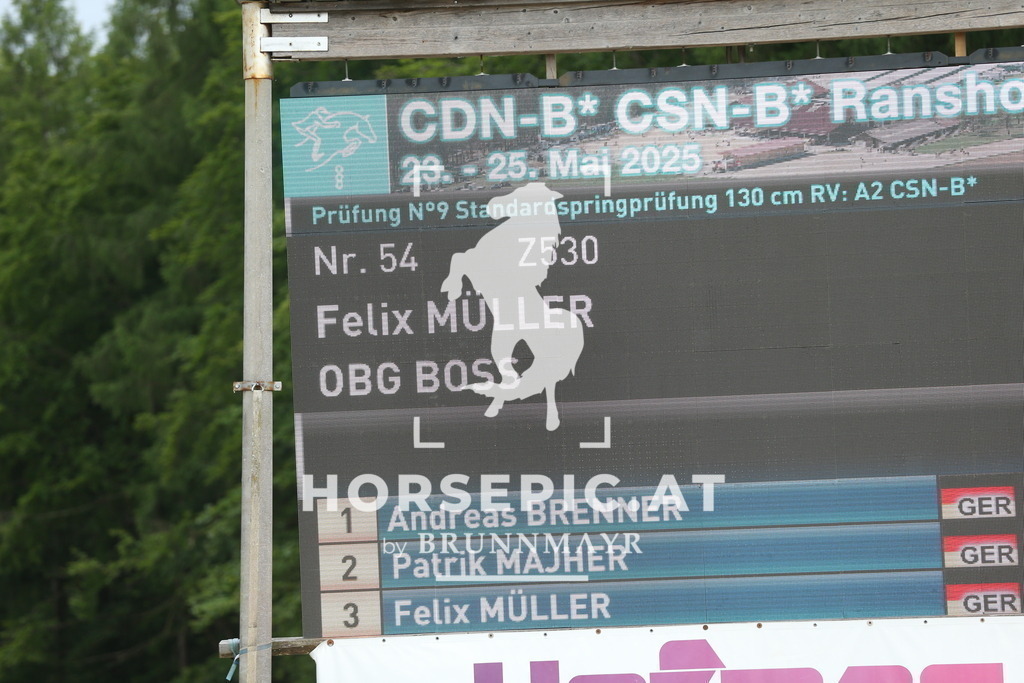 CDN-B* CSN-B* Ransho
23. - 25. Mai 2025
Prüfung N°9 Standardspringprüfung 130 cm RV: A2 CSN-B*
Nr. 54 Z530
Felix MÜLLER
OBG BOSS
HORSEPIC.AT
1 Andreas BRENNER GER
by BRUNNMAYR
2 Patrik MAJHER GER
3 Felix MÜLLER GER